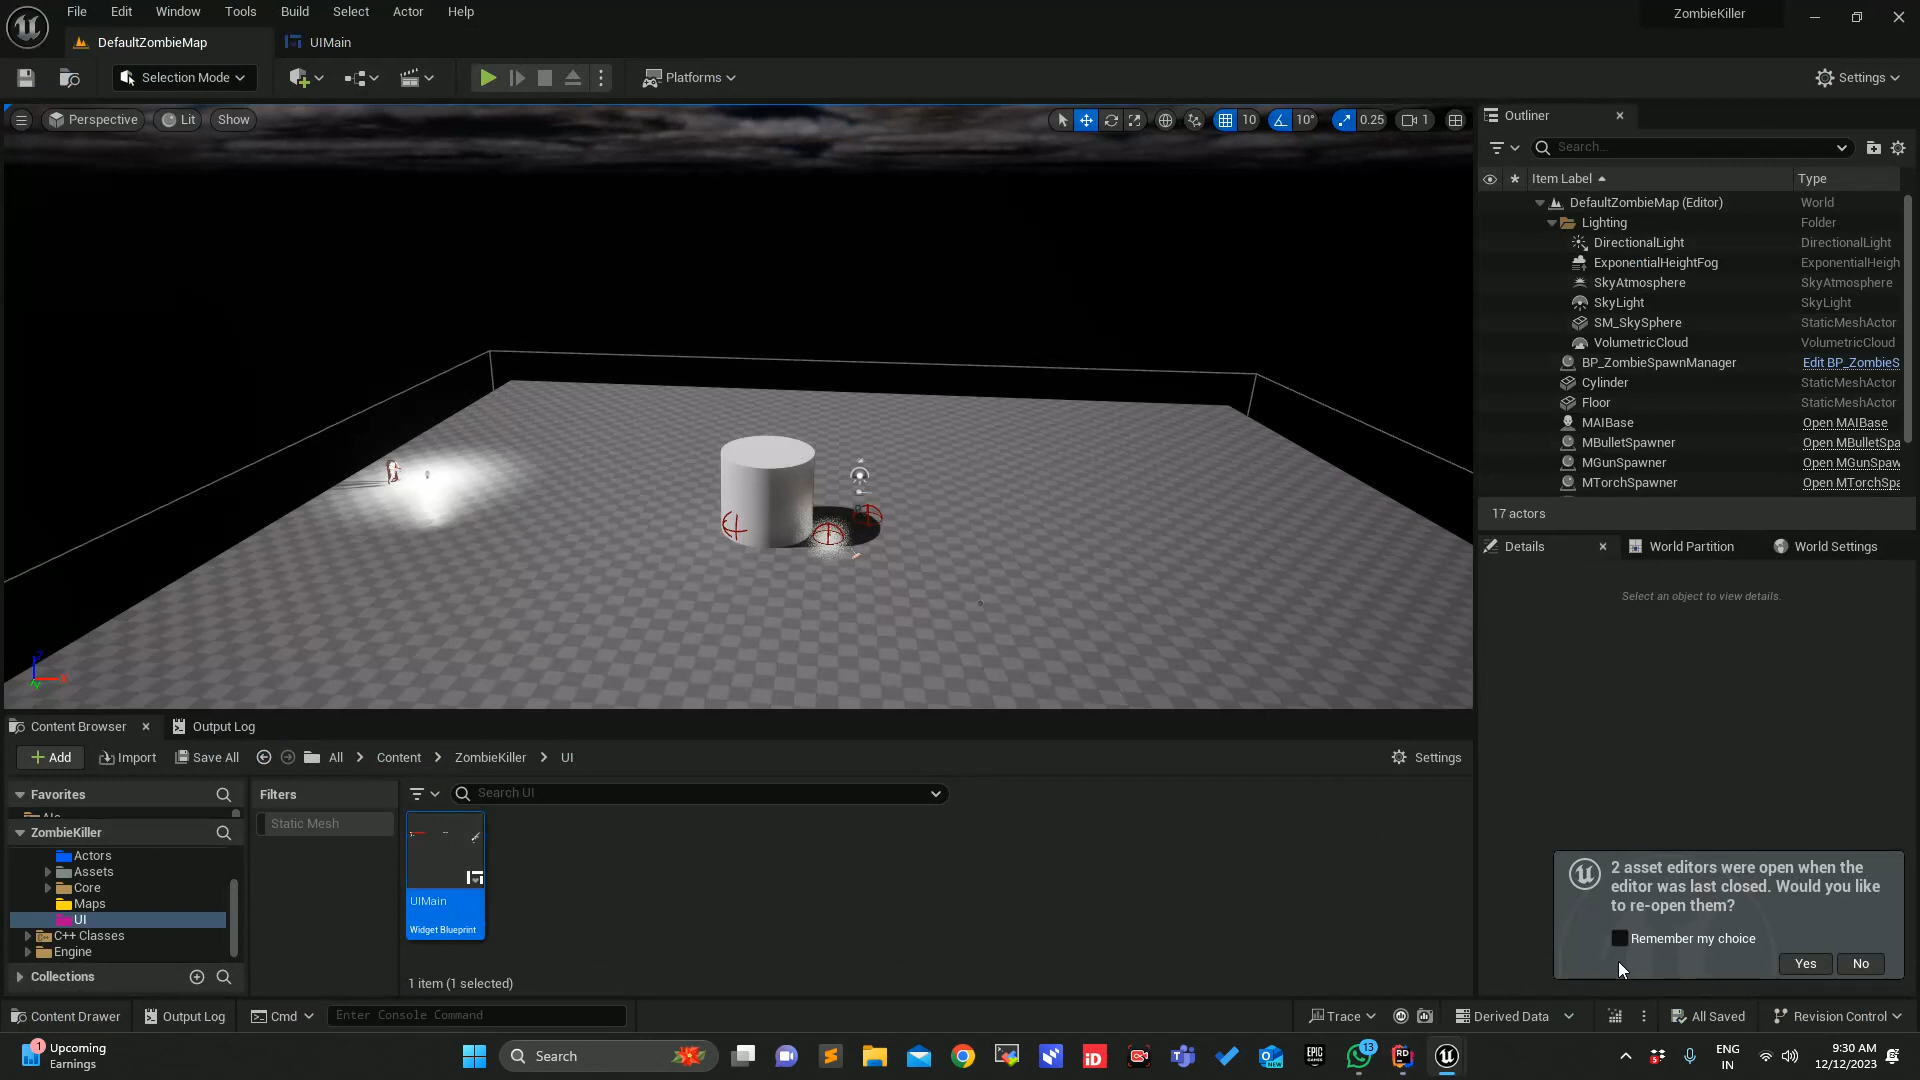 File Edit Window Tools Build Select Actor Help
ZombieKiller
DefaultZombieMap
UIMain
Selection Mode
Platforms
Settings
Perspective
Lit
Show
10
10°
0.25
1
Outliner
Search...
Item Label
Type
DefaultZombieMap (Editor) World
Lighting Folder
DirectionalLight DirectionalLight
ExponentialHeightFog ExponentialHeigh
SkyAtmosphere SkyAtmosphere
SkyLight SkyLight
SM_SkySphere StaticMeshActor
VolumetricCloud VolumetricCloud
BP_ZombieSpawnManager Edit BP_ZombieS
Cylinder StaticMeshActor
Floor StaticMeshActor
MAIBase Open MAIBase
MBulletSpawner Open MBulletSpa
MGunSpawner Open MGunSpaw
MTorchSpawner Open MTorchSpa
17 actors
Details
World Partition
World Settings
Select an object to view details.
Z
X
Y
Content Browser
Output Log
Add
Import
Save All
All
Content
ZombieKiller
UI
Settings
Favorites
Filters
Search UI
Static Mesh
ZombieKiller
Actors
Assets
Core
Maps
UI
C++ Classes
Engine
Collections
UIMain
Widget Blueprint
1 item (1 selected)
2 asset editors were open when the
editor was last closed. Would you like
to re-open them?
Remember my choice
Yes
No
Content Drawer
Output Log
Cmd
Enter Console Command
Trace
Derived Data
All Saved
Revision Control
1
Upcoming
Earnings
Search
NEW
EPIC
GAMES
13
RD
iD
ENG
IN
9:30 AM
12/12/2023